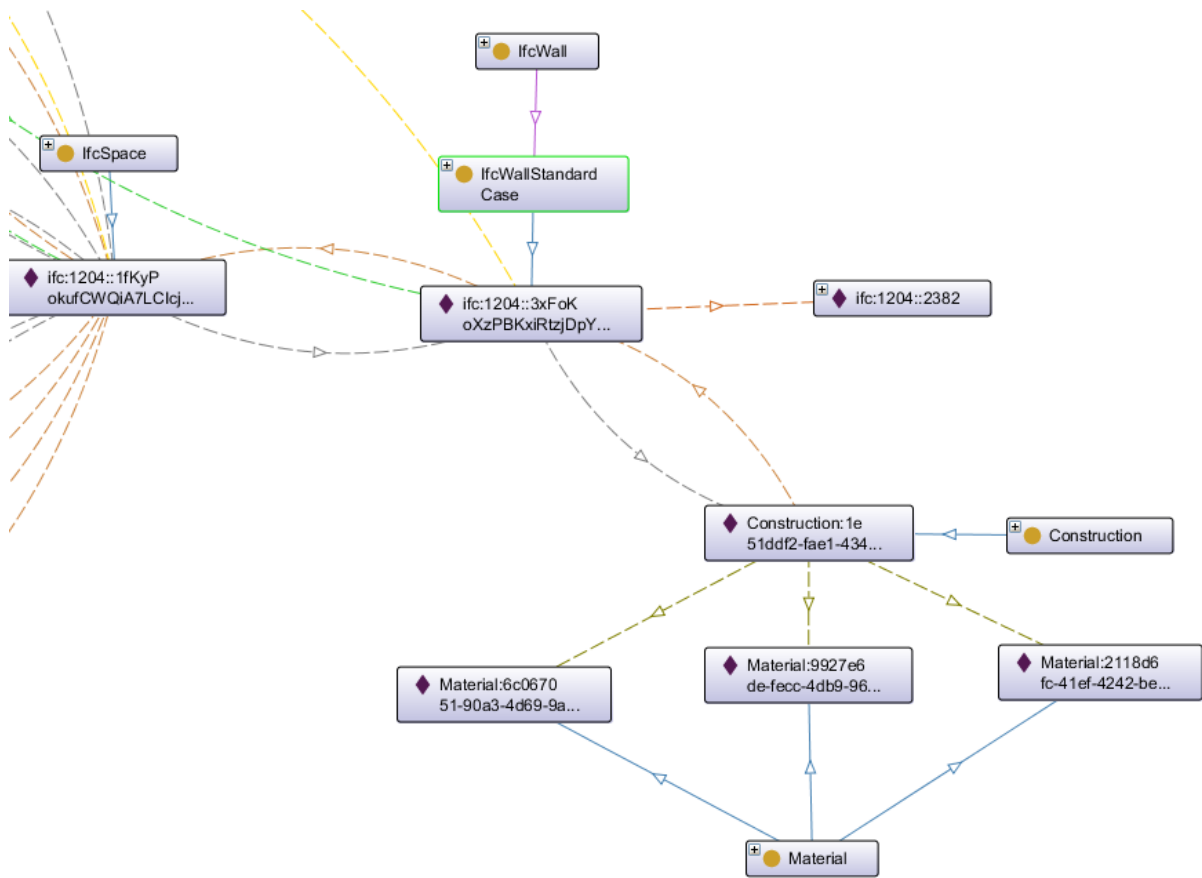 IfcWall
IfcSpace
IfcWallStandard
Case
ifc:1204::1fKyP
okufCWQiA7LCIcj...
ifc:1204::3xFoK
oXzPBKxiRtzjDpY...
ifc:1204::2382
Construction:1e
51ddf2-fae1-434...
Construction
Material:6c0670
51-90a3-4d69-9a...
Material:9927e6
de-fecc-4db9-96...
Material:2118d6
fc-41ef-4242-be...
Material